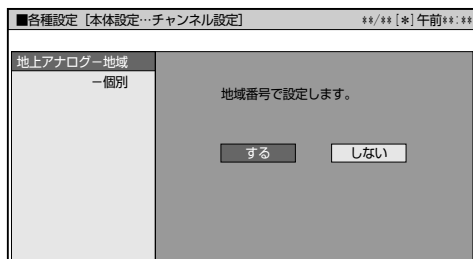 ■各種設定［本体設定…チャンネル設定］ **/**［*］午前**:**
地上アナログー地域
ー個別
地域番号で設定します。
する しない